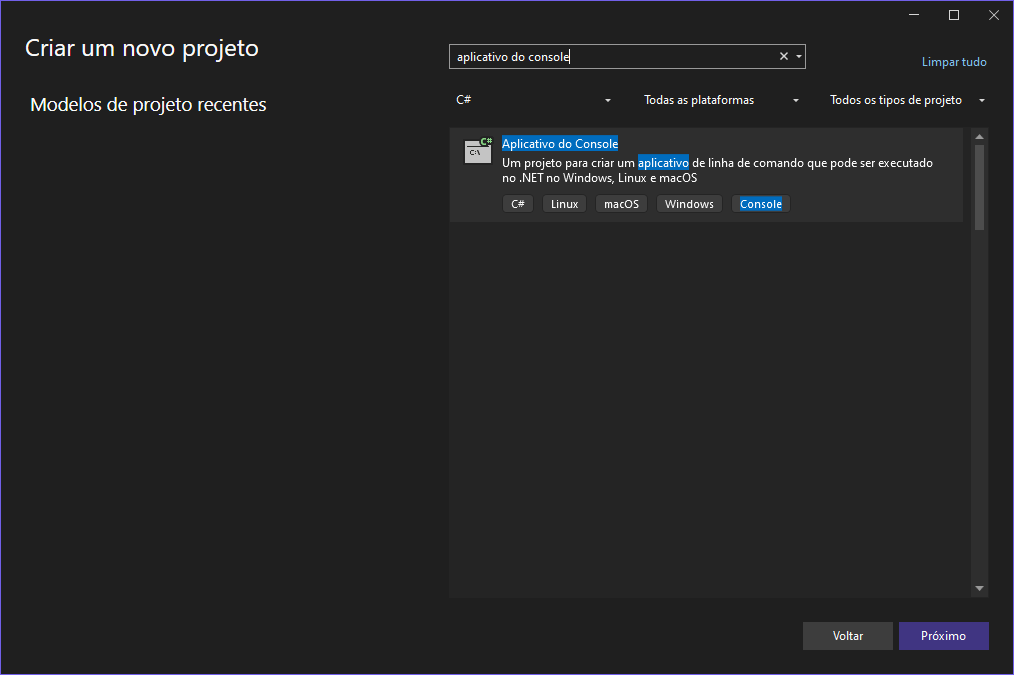 Criar um novo projeto
aplicativo do console
Limpar tudo
Modelos de projeto recentes
C#
Todas as plataformas
Todos os tipos de projeto
C#
C:\
Aplicativo do Console
Um projeto para criar um aplicativo de linha de comando que pode ser executado
no .NET no Windows, Linux e macOS
C#
Linux
macOS
Windows
Console
Voltar
Próximo